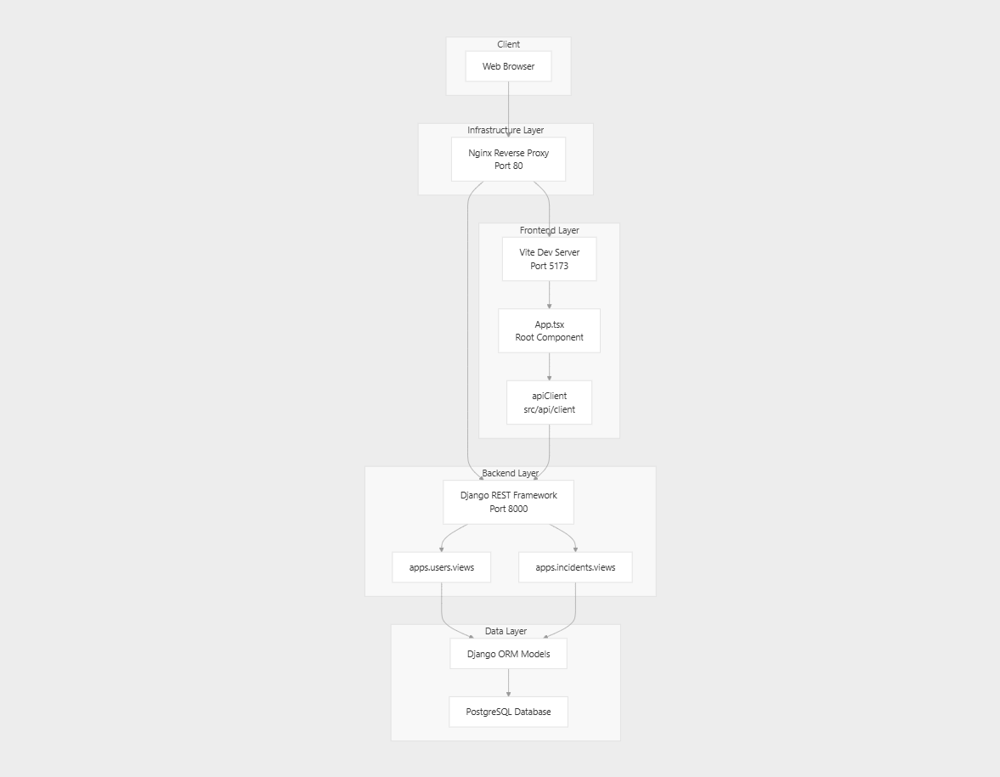 Client
Web Browser
Infrastructure Layer
Nginx Reverse Proxy
Port 80
Frontend Layer
Vite Dev Server
Port 5173
App.tsx
Root Component
apiClient
src/api/client
Backend Layer
Django REST Framework
Port 8000
apps.users.views
apps.incidents.views
Data Layer
Django ORM Models
PostgreSQL Database